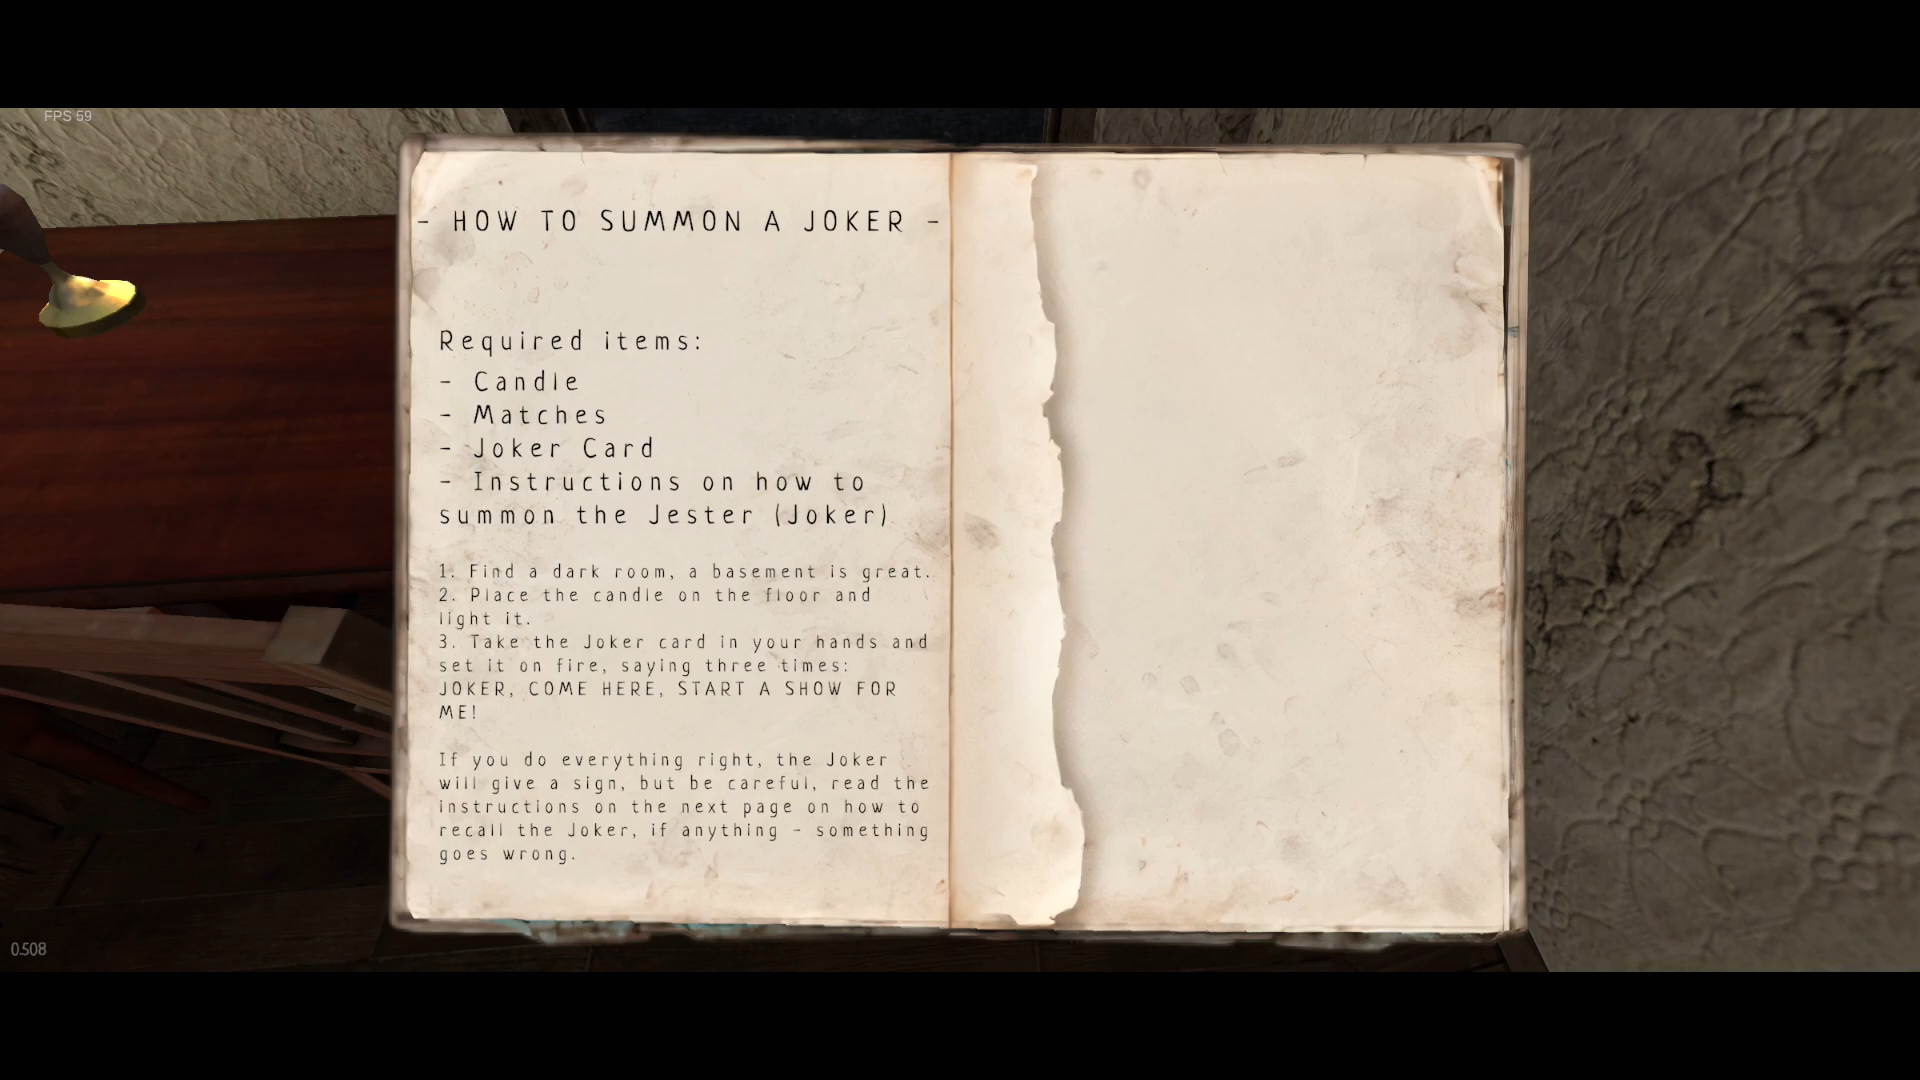 FPS 59
- HOW TO SUMMON A JOKER -
Required items:
- Candle
- Matches
- Joker Card
- Instructions on how to
summon the Jester (Joker)
1. Find a dark room, a basement is great.
2. Place the candle on the floor and
light it.
3. Take the Joker card in your hands and
set it on fire, saying three times:
JOKER, COME HERE, START A SHOW FOR
ME!
If you do everything right, the Joker
will give a sign, but be careful, read the
instructions on the next page on how to
recall the Joker, if anything - something
goes wrong.
0.508